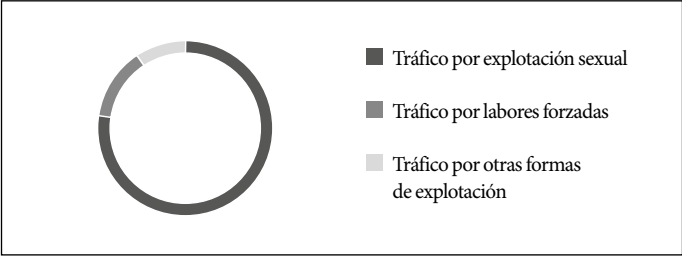 Tráfico por explotación sexual
Tráfico por labores forzadas
Tráfico por otras formas
de explotación